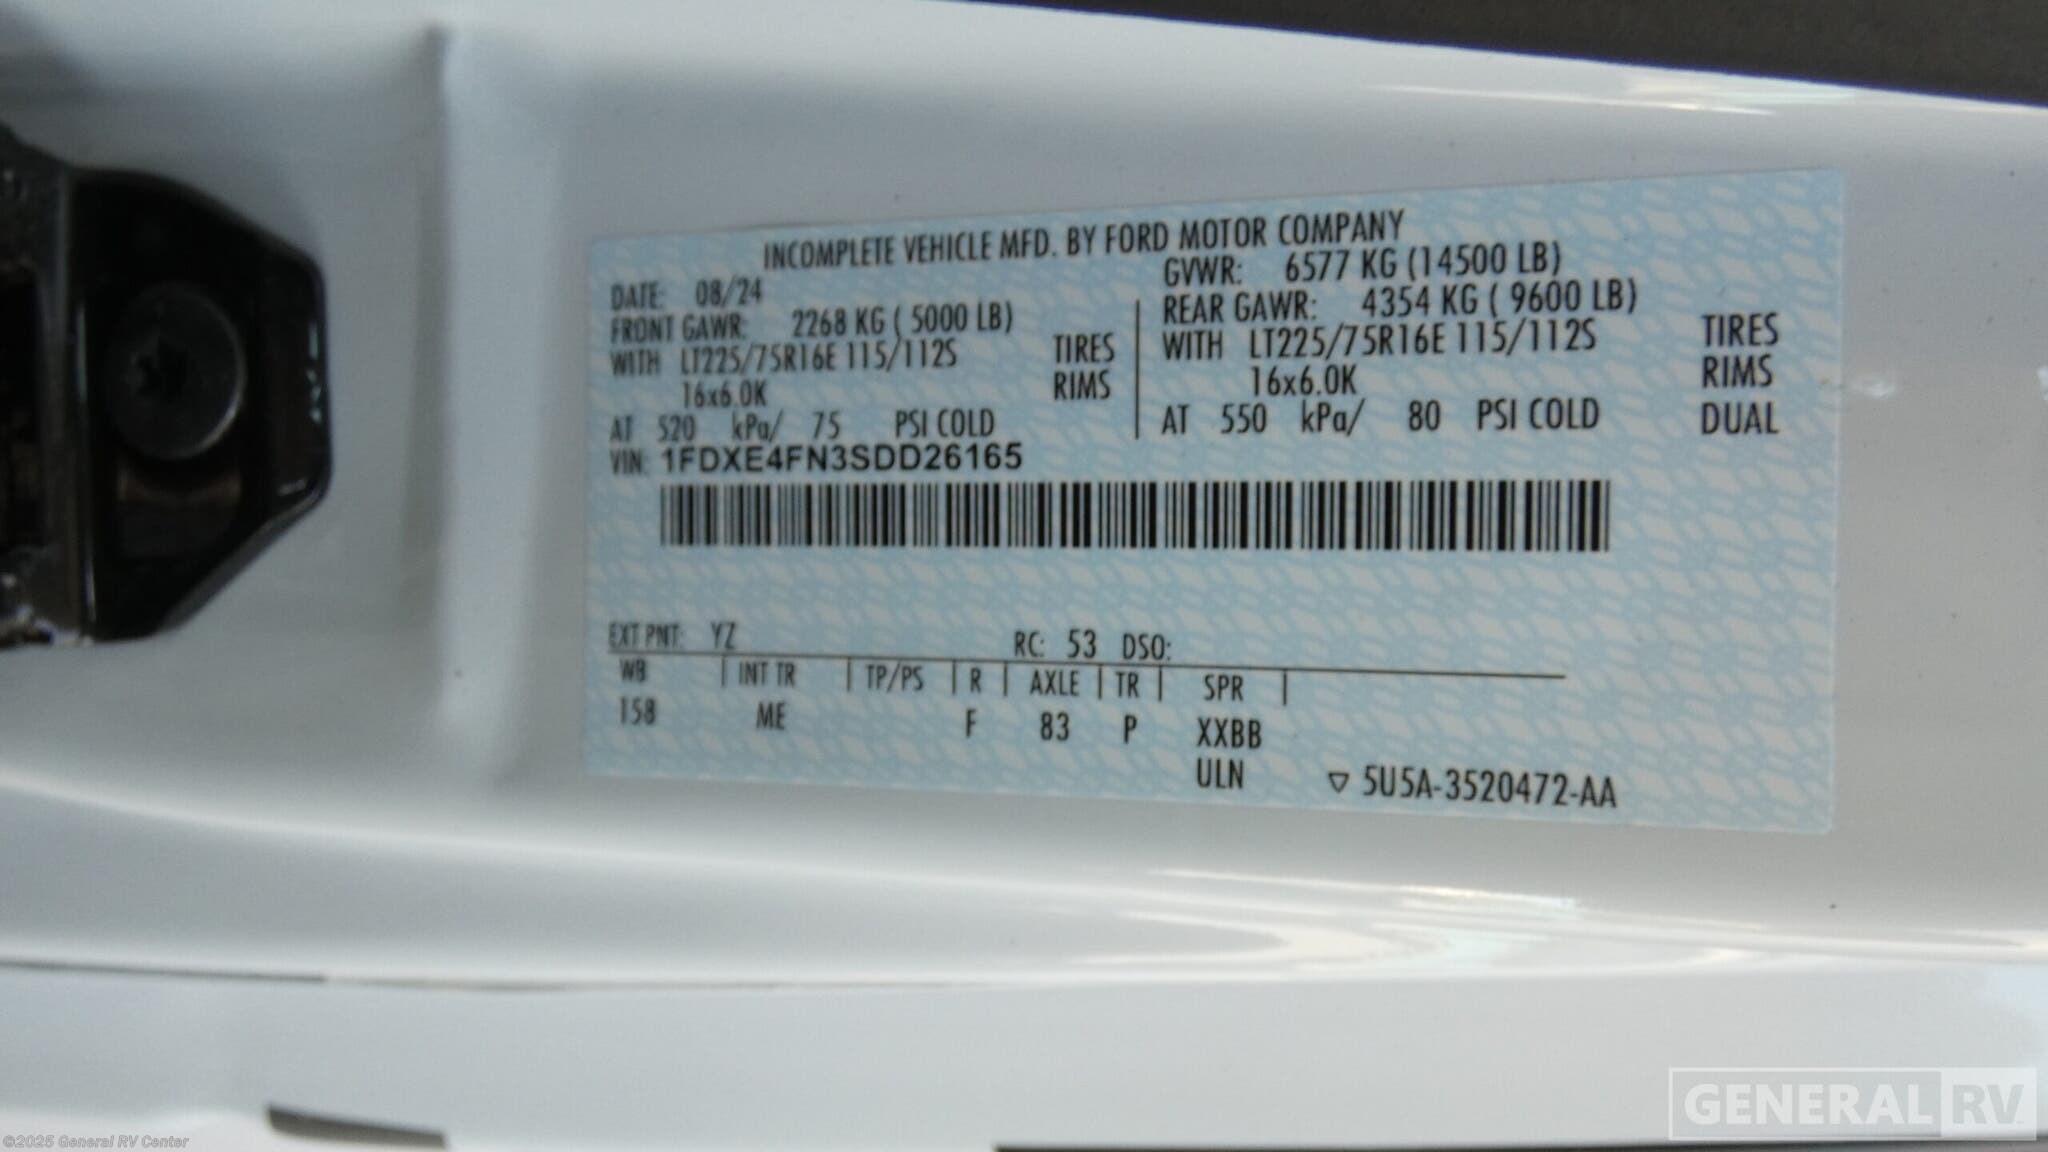 INCOMPLETE VEHICLE MFD. BY FORD MOTOR COMPANY
DATE: 08/24
GVWR: 6577 KG (14500 LB)
FRONT GAWR: 2268 KG ( 5000 LB)
REAR GAWR: 4354 KG ( 9600 LB)
WITH LT225/75R16E 115/112S TIRES
WITH LT225/75R16E 115/112S TIRES
16x6.0K RIMS
16x6.0K RIMS
AT 520 kPa/ 75 PSI COLD
AT 550 kPa/ 80 PSI COLD DUAL
VIN: 1FDXE4FN3SDD26165
EXT PNT: YZ RC: 53 DSO:
WB INT TR TP/PS R AXLE TR SPR
158 ME F 83 P XXBB
ULN ▽ 5U5A-3520472-AA
GENERAL RV
©2025 General RV Center